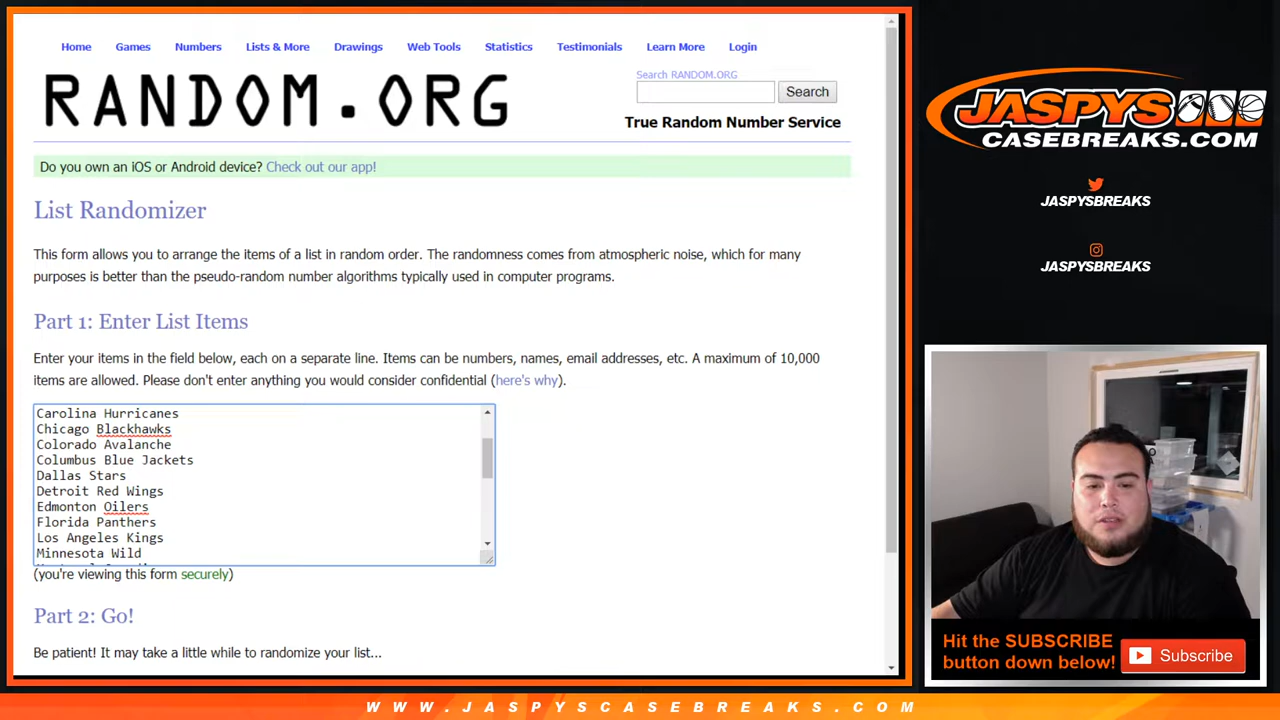 Home Games Numbers Lists & More Drawings Web Tools Statistics Testimonials Learn More Login
RANDOM.ORG
Search RANDOM.ORG
Search
True Random Number Service
Do you own an iOS or Android device? Check out our app!
List Randomizer
This form allows you to arrange the items of a list in random order. The randomness comes from atmospheric noise, which for many
purposes is better than the pseudo-random number algorithms typically used in computer programs.
Part 1: Enter List Items
Enter your items in the field below, each on a separate line. Items can be numbers, names, email addresses, etc. A maximum of 10,000
items are allowed. Please don't enter anything you would consider confidential (here's why).
Carolina Hurricanes
Chicago Blackhawks
Colorado Avalanche
Columbus Blue Jackets
Dallas Stars
Detroit Red Wings
Edmonton Oilers
Florida Panthers
Los Angeles Kings
Minnesota Wild
(you're viewing this form securely)
Part 2: Go!
Be patient! It may take a little while to randomize your list...
JASPYS
CASEBREAKS.COM
JASPYSBREAKS
JASPYSBREAKS
Hit the SUBSCRIBE
button down below!
Subscribe
WWW.JASPYSCASEBREAKS.COM